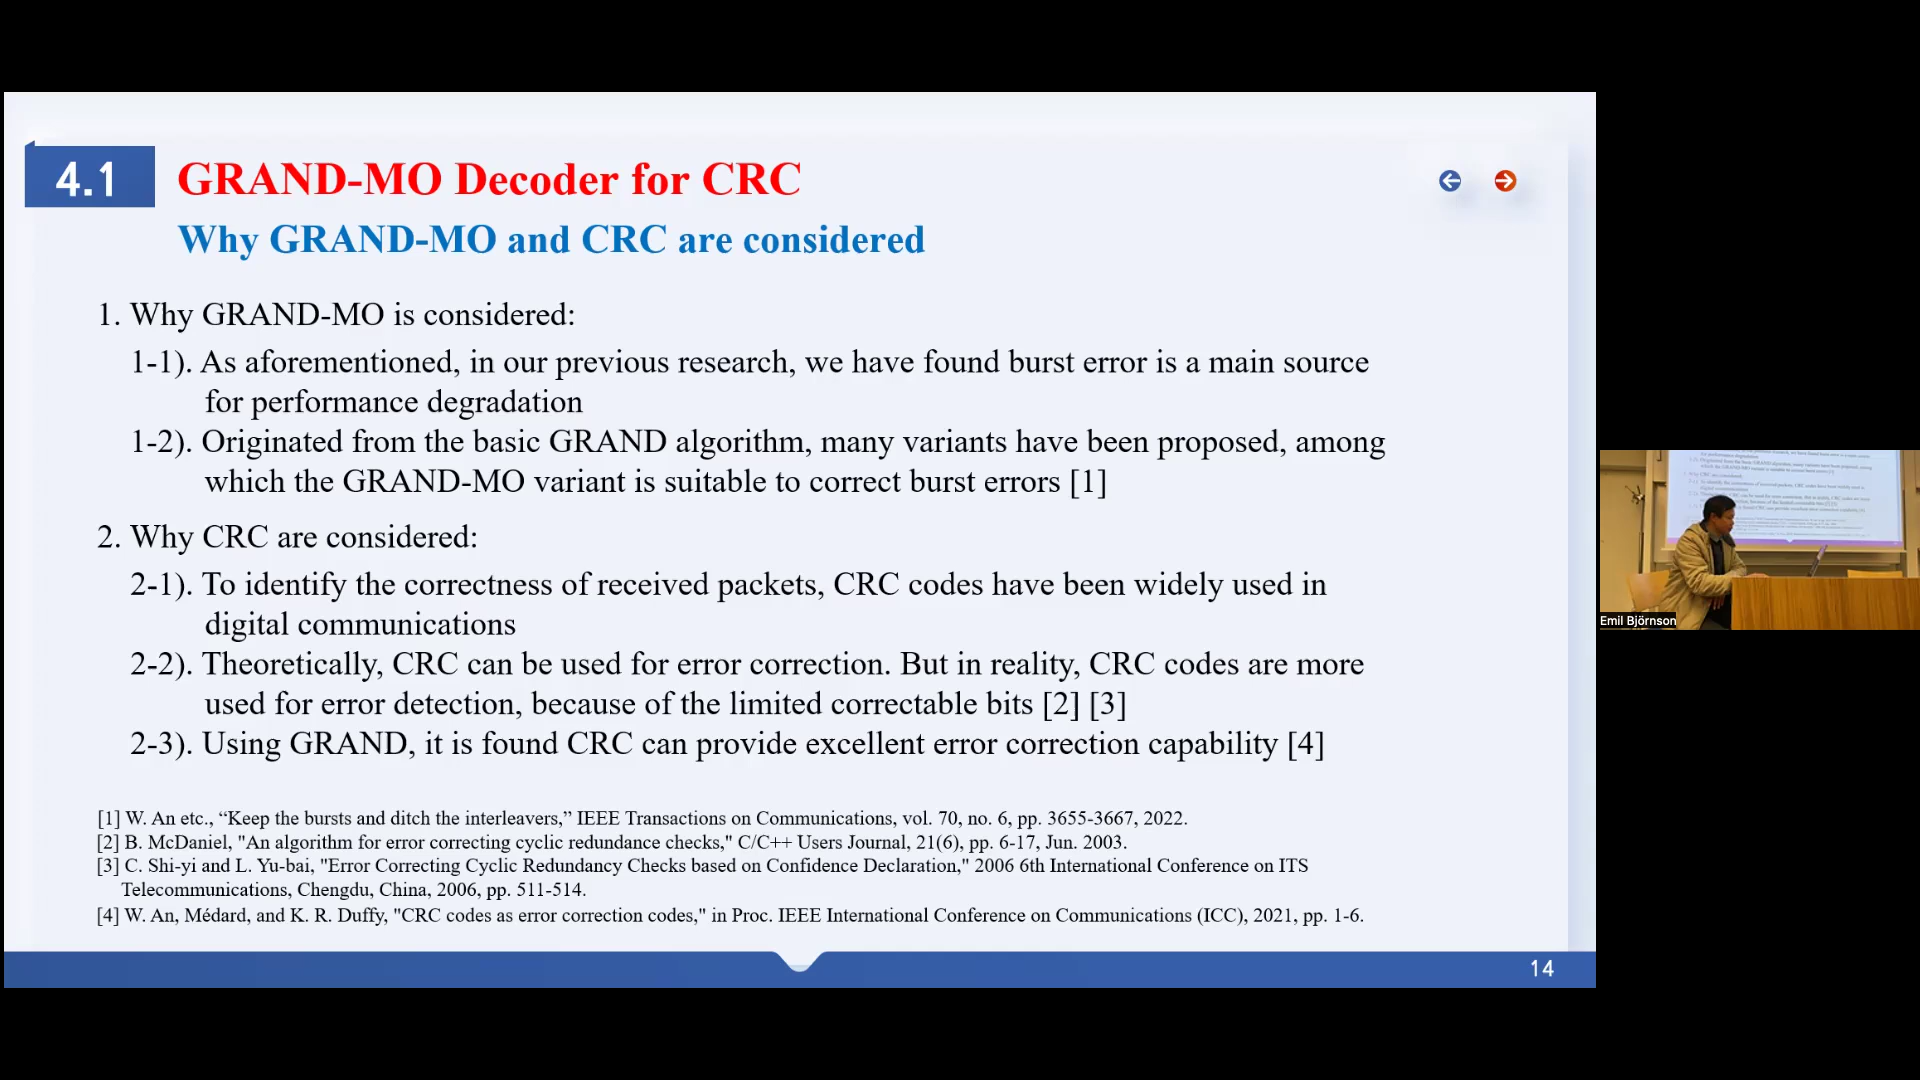 4.1
GRAND-MO Decoder for CRC
Why GRAND-MO and CRC are considered
1. Why GRAND-MO is considered:
1-1). As aforementioned, in our previous research, we have found burst error is a main source
for performance degradation
1-2). Originated from the basic GRAND algorithm, many variants have been proposed, among
which the GRAND-MO variant is suitable to correct burst errors [1]
2. Why CRC are considered:
2-1). To identify the correctness of received packets, CRC codes have been widely used in
digital communications
2-2). Theoretically, CRC can be used for error correction. But in reality, CRC codes are more
used for error detection, because of the limited correctable bits [2] [3]
2-3). Using GRAND, it is found CRC can provide excellent error correction capability [4]
[1] W. An etc., “Keep the bursts and ditch the interleavers,” IEEE Transactions on Communications, vol. 70, no. 6, pp. 3655-3667, 2022.
[2] B. McDaniel, "An algorithm for error correcting cyclic redundance checks," C/C++ Users Journal, 21(6), pp. 6-17, Jun. 2003.
[3] C. Shi-yi and L. Yu-bai, "Error Correcting Cyclic Redundancy Checks based on Confidence Declaration," 2006 6th International Conference on ITS
Telecommunications, Chengdu, China, 2006, pp. 511-514.
[4] W. An, Médard, and K. R. Duffy, "CRC codes as error correction codes," in Proc. IEEE International Conference on Communications (ICC), 2021, pp. 1-6.
14
Emil Björnson